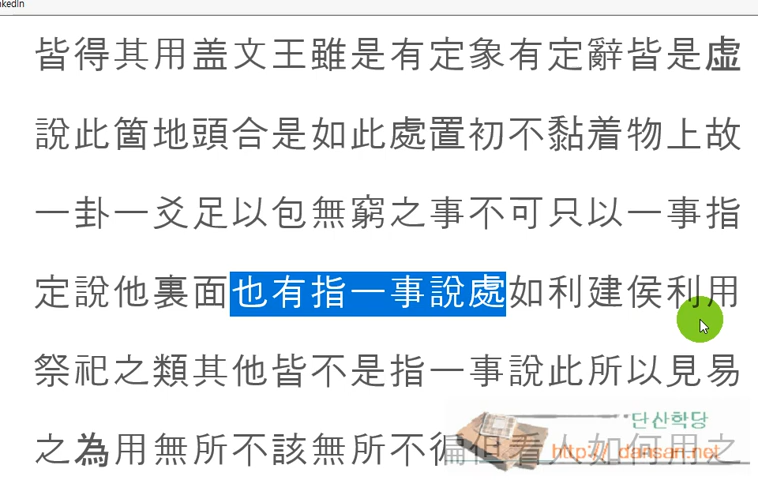 nkedIn
皆得其用盖文王雖是有定象有定辭皆是虛
說此箇地頭合是如此處置初不黏着物上故
一卦一爻足以包無窮之事不可只以一事指
定說他裏面也有指一事說處如利建侯利用
祭祀之類其他皆不是指一事說此所以見易
之為用無所不該無所不徧但看人如何用之
단산학당
http://dansan.net